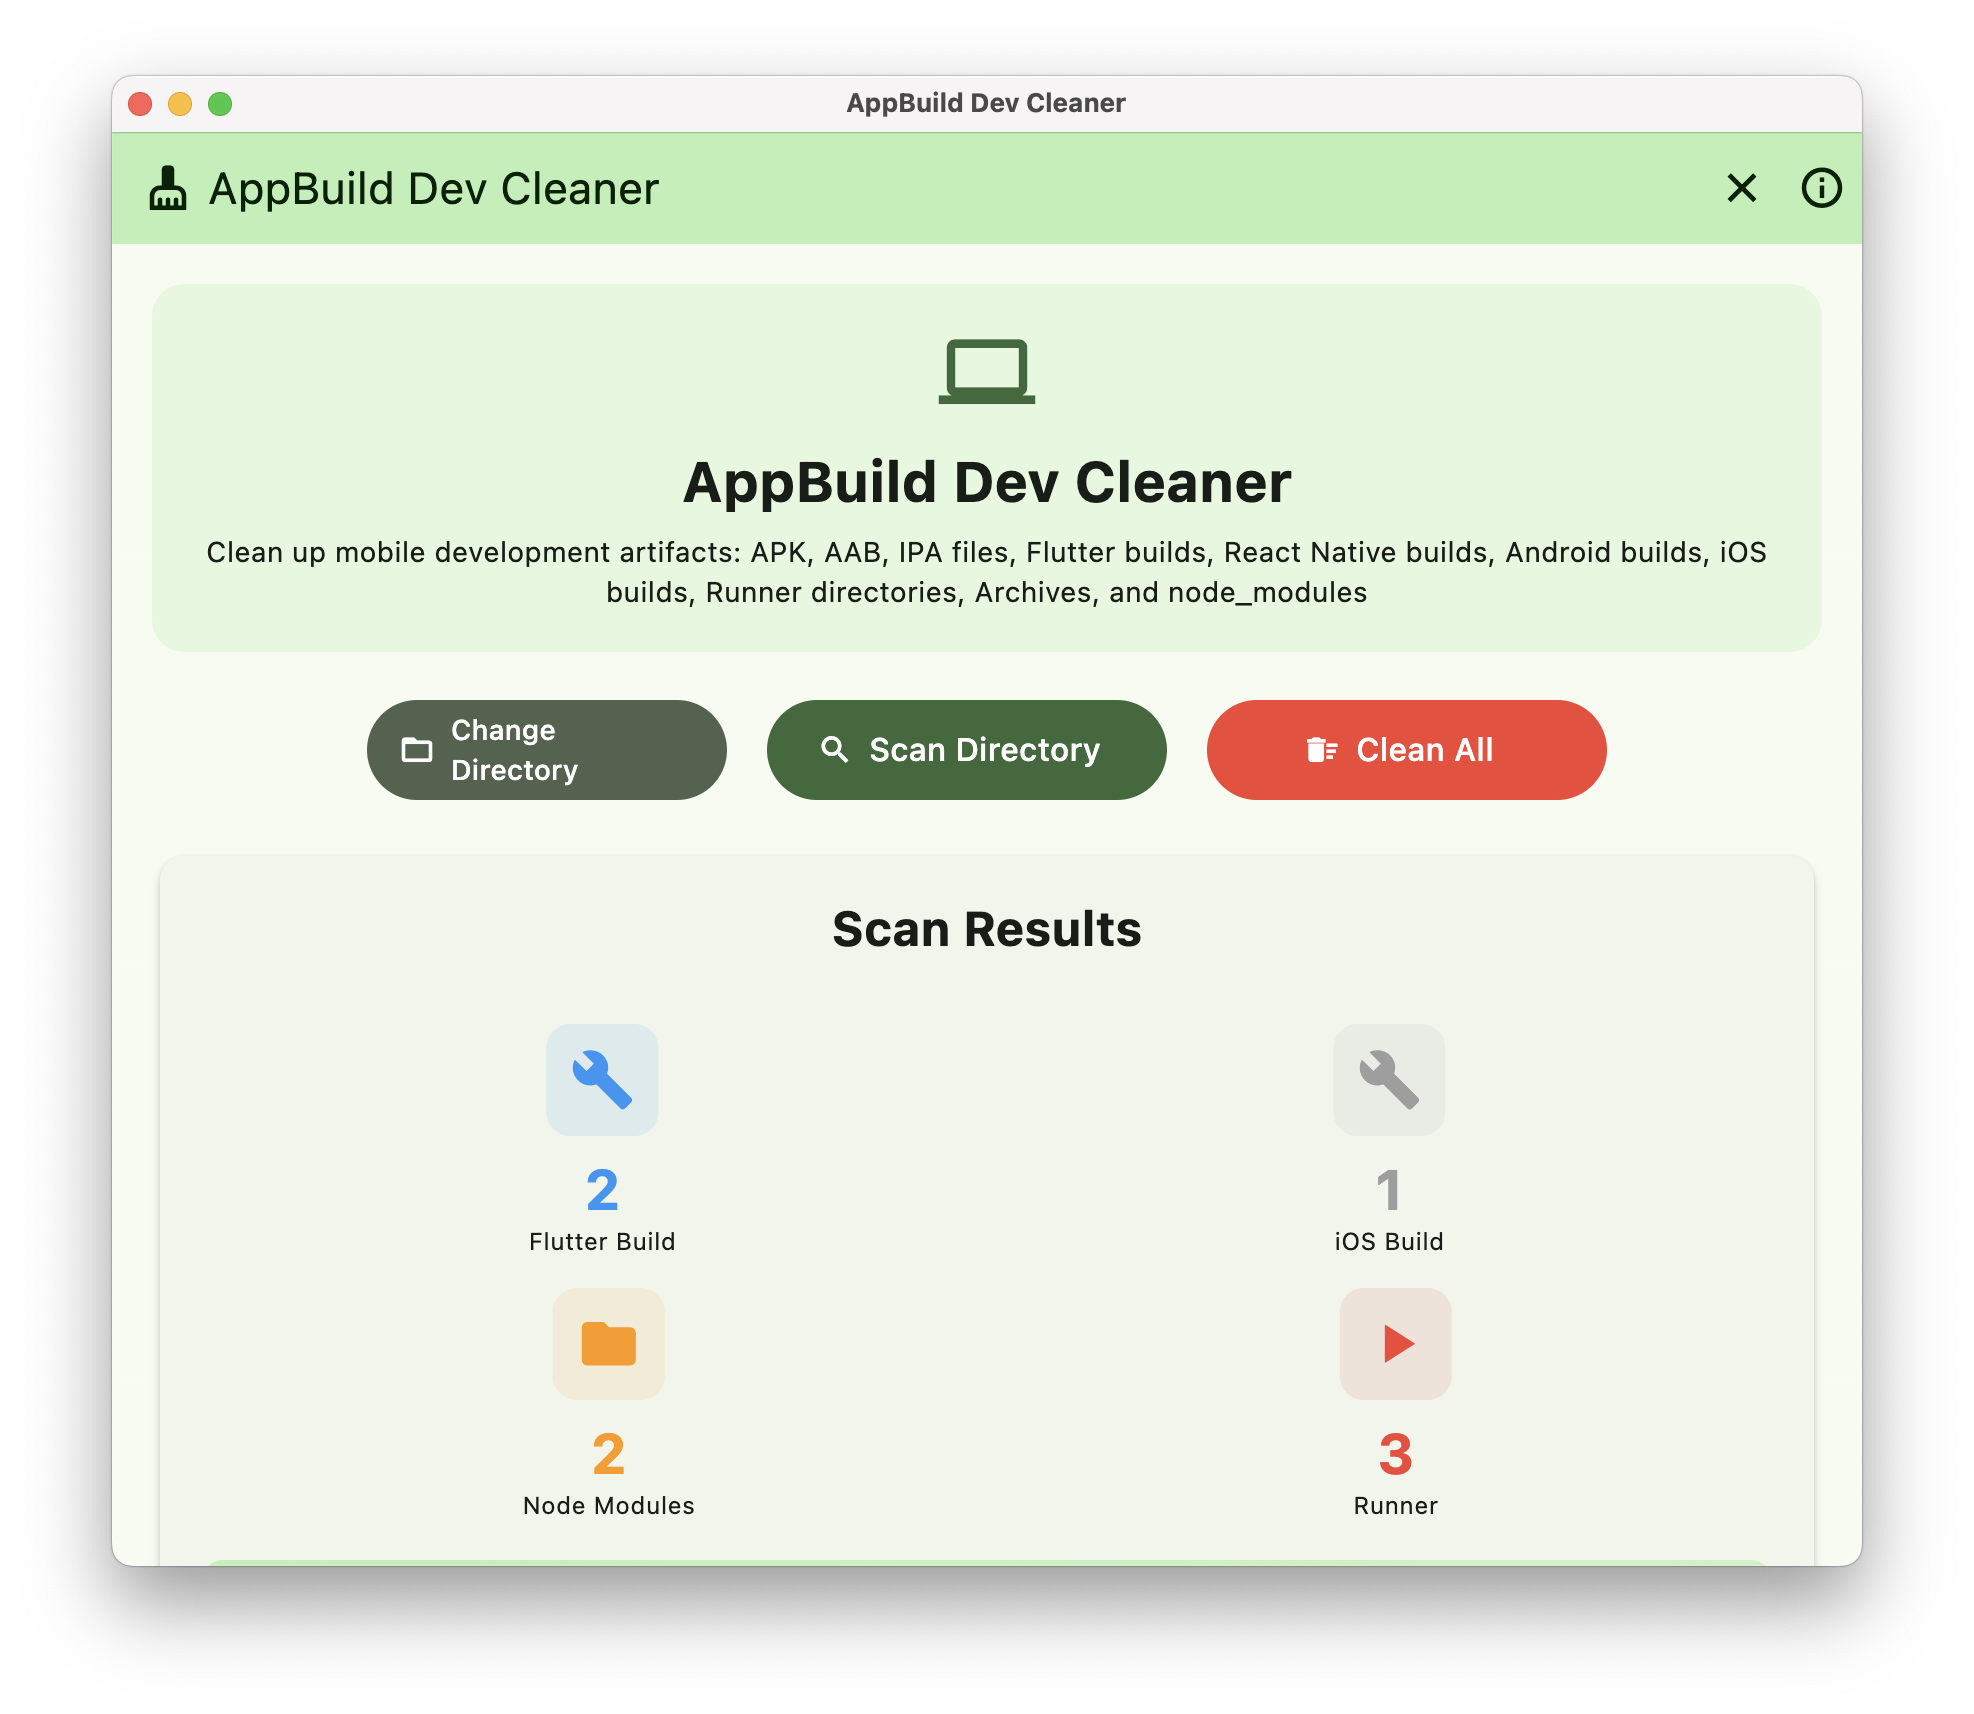 AppBuild Dev Cleaner
AppBuild Dev Cleaner
AppBuild Dev Cleaner
Clean up mobile development artifacts: APK, AAB, IPA files, Flutter builds, React Native builds, Android builds, iOS
builds, Runner directories, Archives, and node_modules
Change
Directory
Scan Directory
Clean All
Scan Results
2
Flutter Build
1
iOS Build
2
Node Modules
3
Runner